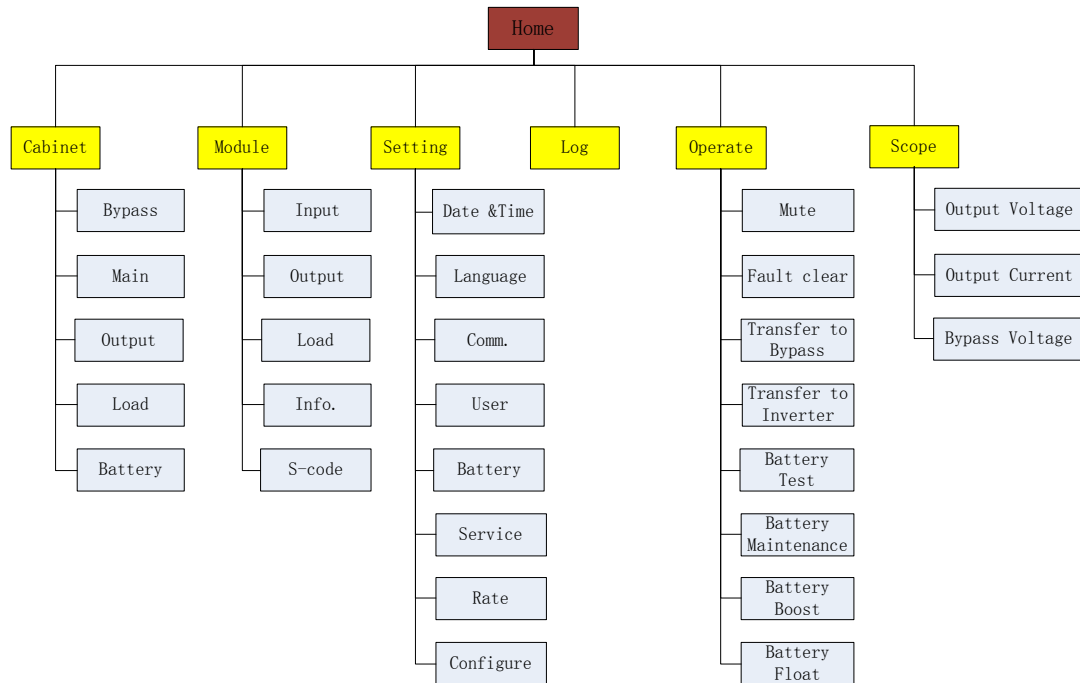 Home
Cabinet
Module
Setting
Log
Operate
Scope
Bypass
Main
Output
Load
Battery
Input
Output
Load
Info.
S-code
Date &Time
Language
Comm.
User
Battery
Service
Rate
Configure
Mute
Fault clear
Transfer to
Bypass
Transfer to
Inverter
Battery
Test
Battery
Maintenance
Battery
Boost
Battery
Float
Output Voltage
Output Current
Bypass Voltage